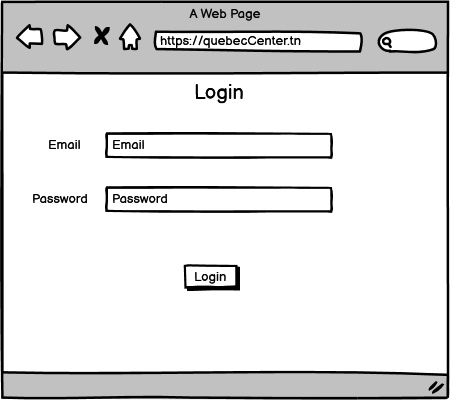 A Web Page
https://quebecCenter.tn
Login
Email Email
Password Password
Login